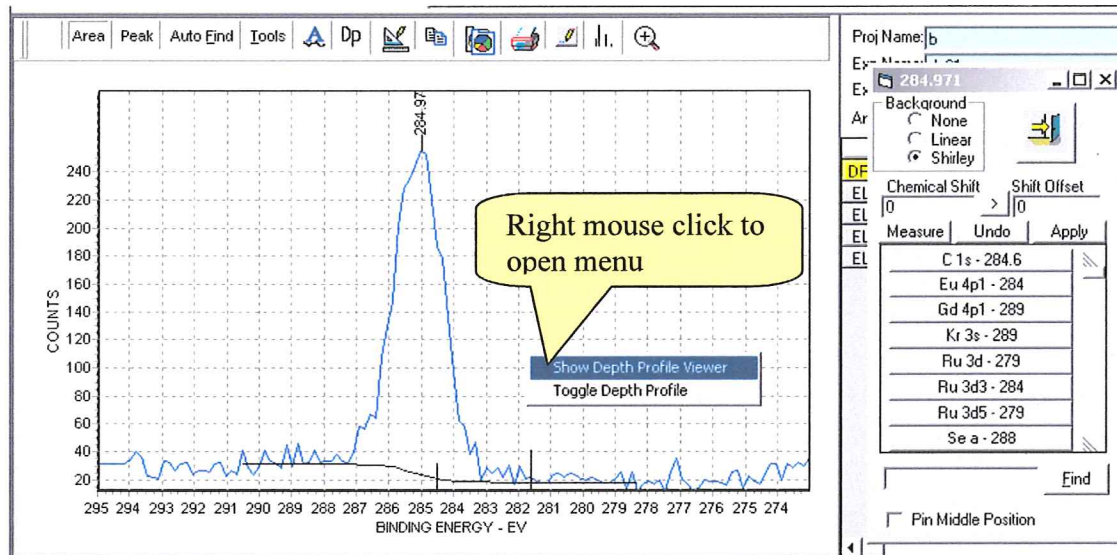 Area Peak Auto Find Tools A Dp
Proj Name: b
284.971
Ar
Background
None
Linear
Shirley
DF
EL
EL
EL
EL
Chemical Shift Shift Offset
0 > 0
Measure Undo Apply
C 1s - 284.6
Eu 4p1 - 284
Gd 4p1 - 289
Kr 3s - 289
Ru 3d - 279
Ru 3d3 - 284
Ru 3d5 - 279
Se a - 288
Find
Pin Middle Position
284.97
Right mouse click to
open menu
Show Depth Profile Viewer
Toggle Depth Profile
COUNTS
240
220
200
180
160
140
120
100
80
60
40
20
295 294 293 292 291 290 289 288 287 286 285 284 283 282 281 280 279 278 277 276 275 274
BINDING ENERGY - EV